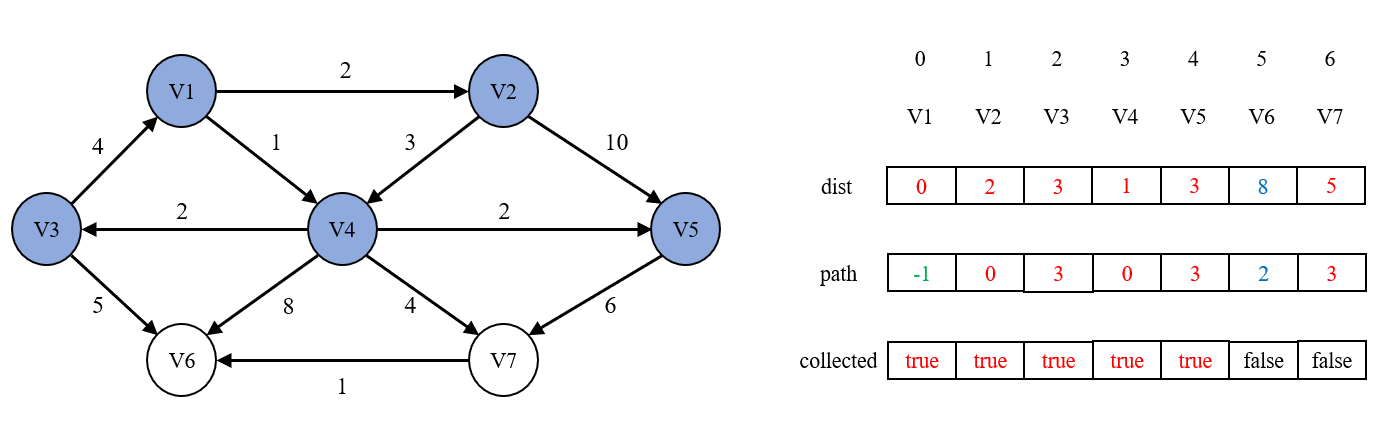 0 1 2 3 4 5 6
V1 V2 V3 V4 V5 V6 V7
dist 0 2 3 1 3 8 5
path -1 0 3 0 3 2 3
collected true true true true true false false
2
V1 V2
4 1 3 10
2 2
V3 V4 V5
5 8 4 6
V6 V7
1